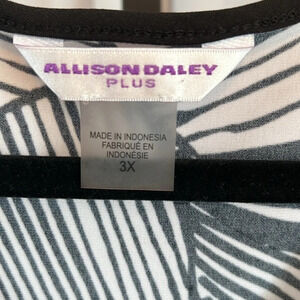 ALLISON DALEY
PLUS
MADE IN INDONESIA
FABRIQUÉ EN
INDONÉSIE
3X